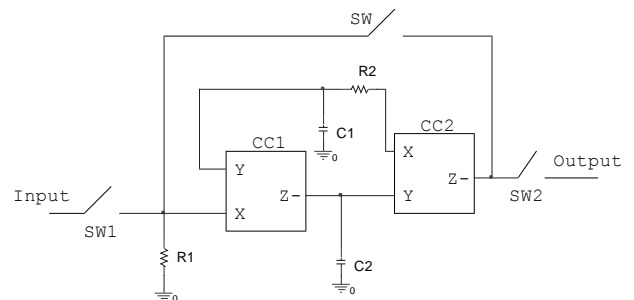 SW
R2
C1
0
CC1
Y
X
Z-
CC2
X
Y
Z-
Input
SW1
Output
SW2
R1
0
C2
0